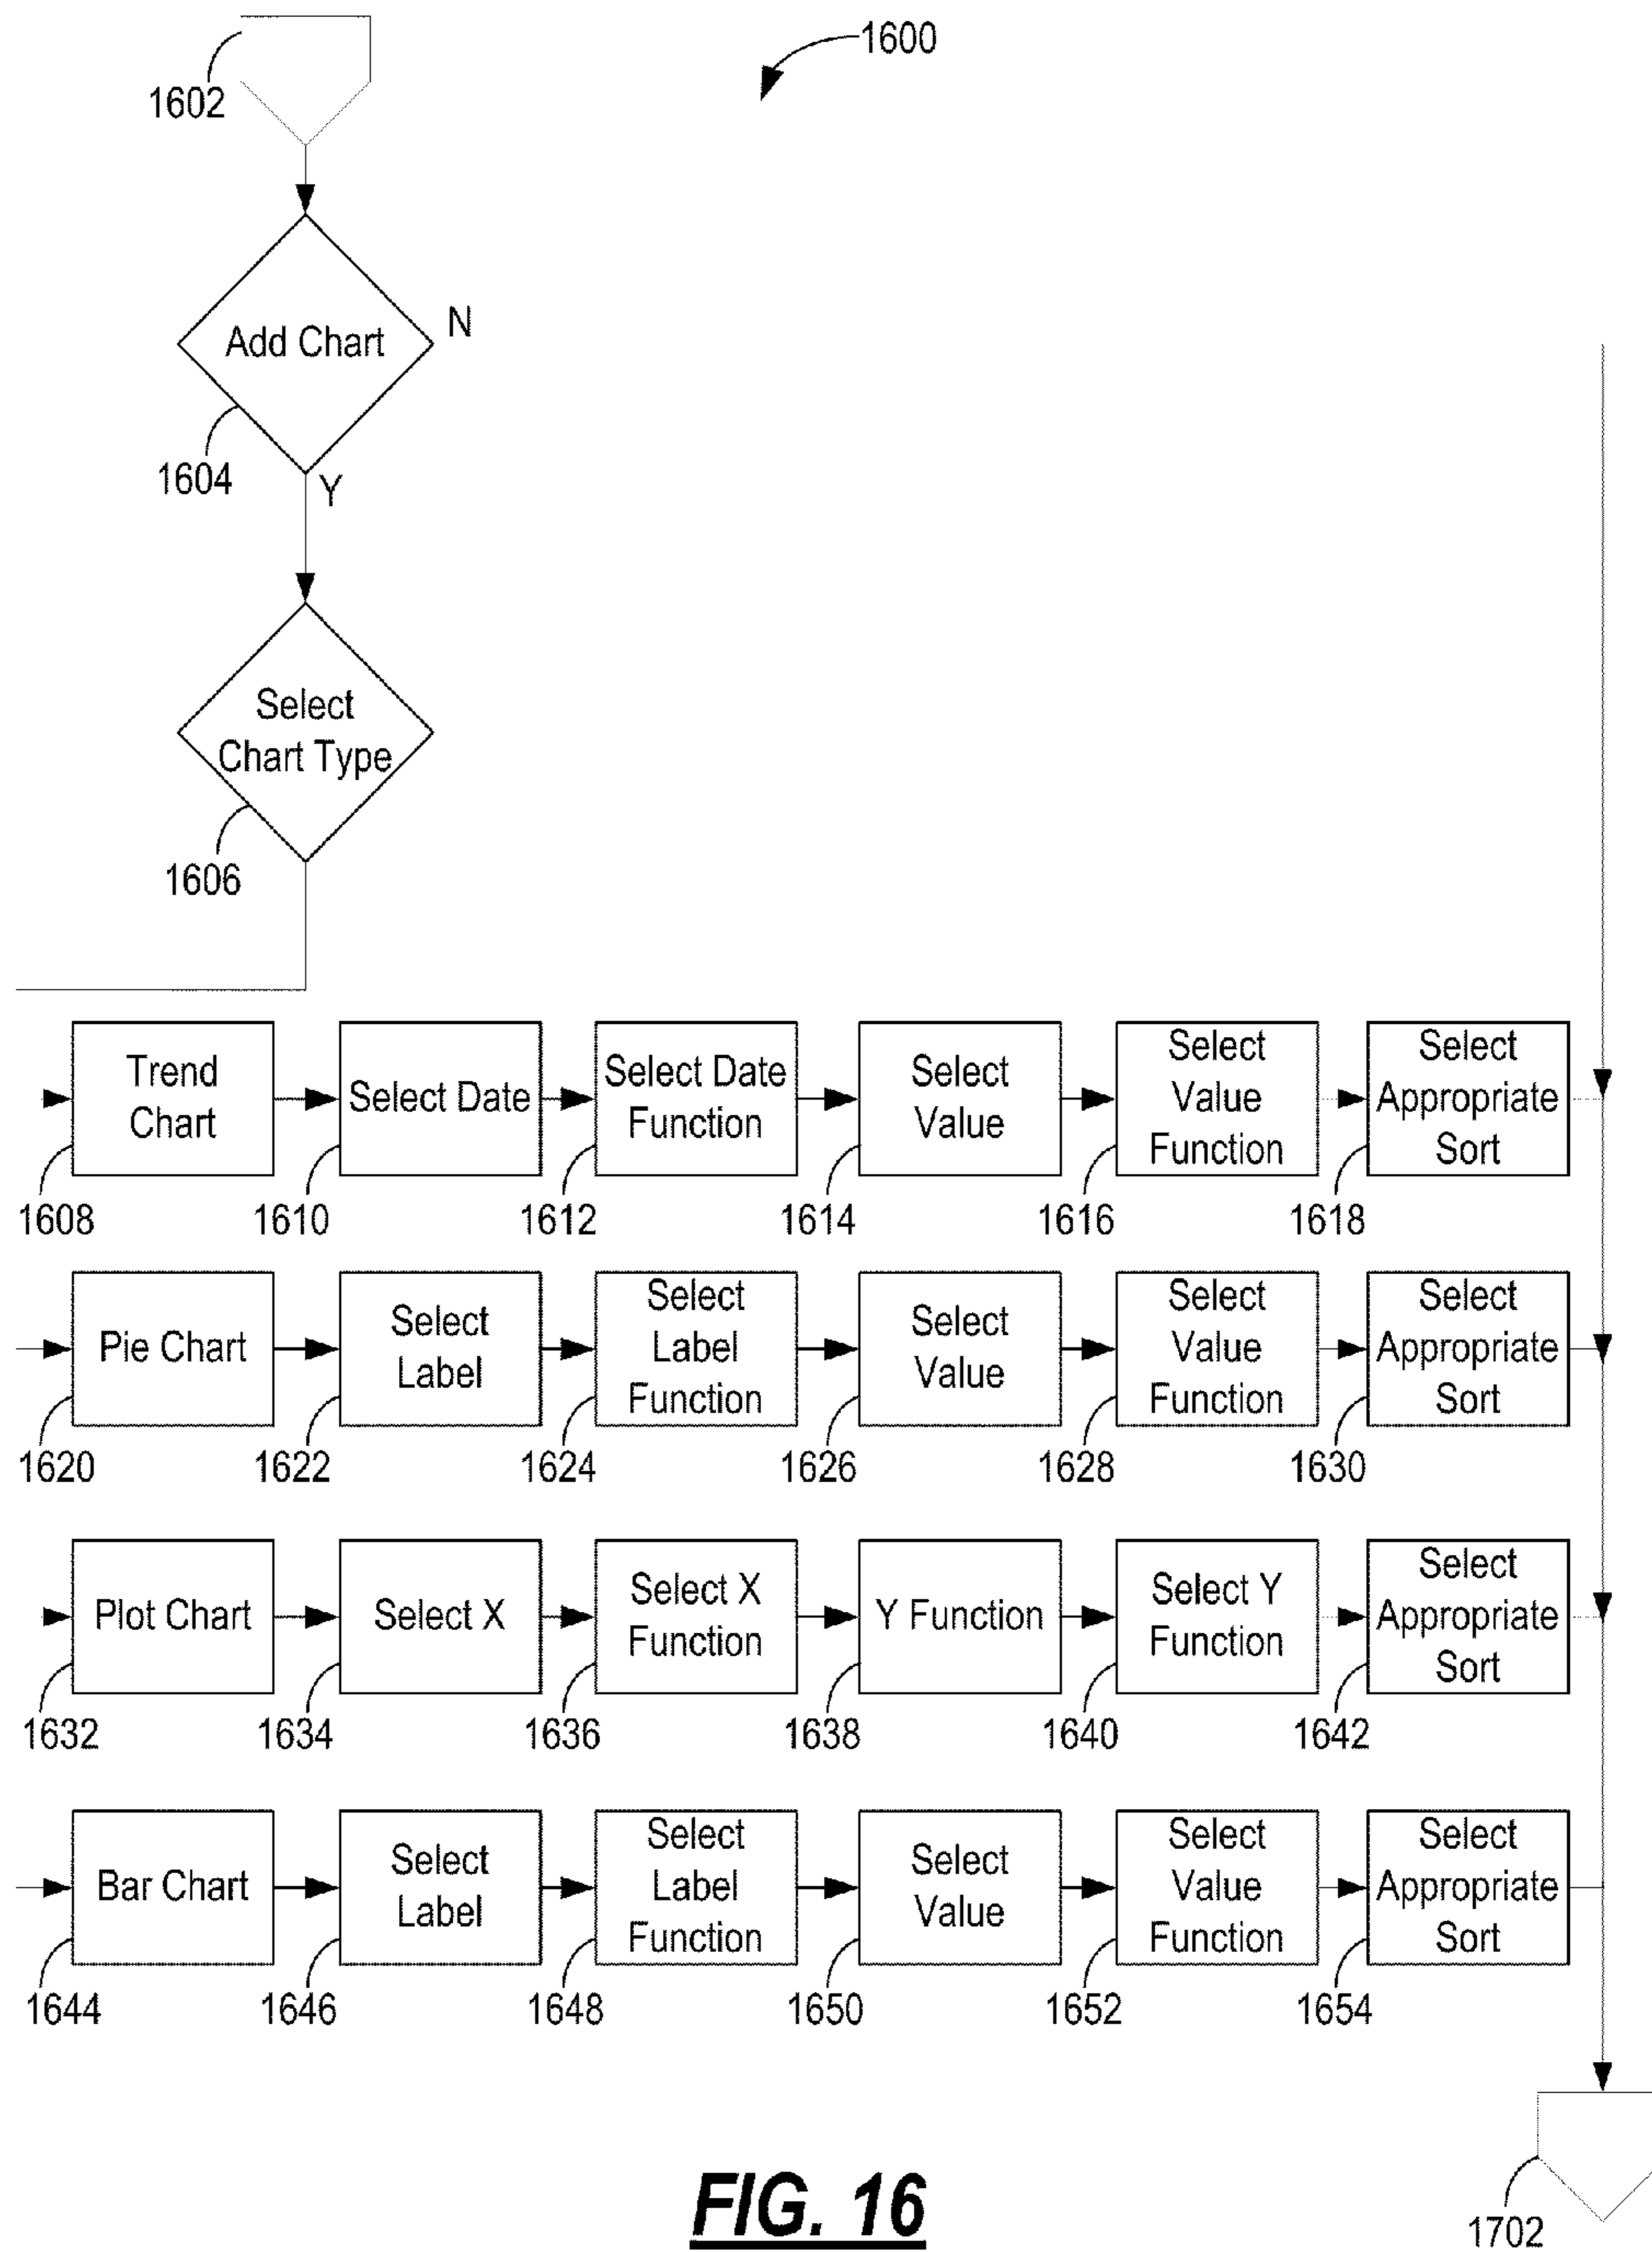 1600
1602
Add Chart
N
1604
Y
Select
Chart Type
1606
Trend
Chart
Select Date
Select Date
Function
Select
Value
Select
Value
Function
Select
Appropriate
Sort
1608
1610
1612
1614
1616
1618
Pie Chart
Select
Label
Select
Label
Function
Select
Value
Select
Value
Function
Select
Appropriate
Sort
1620
1622
1624
1626
1628
1630
Plot Chart
Select X
Select X
Function
Y Function
Select Y
Function
Select
Appropriate
Sort
1632
1634
1636
1638
1640
1642
Bar Chart
Select
Label
Select
Label
Function
Select
Value
Select
Value
Function
Select
Appropriate
Sort
1644
1646
1648
1650
1652
1654
FIG. 16
1702